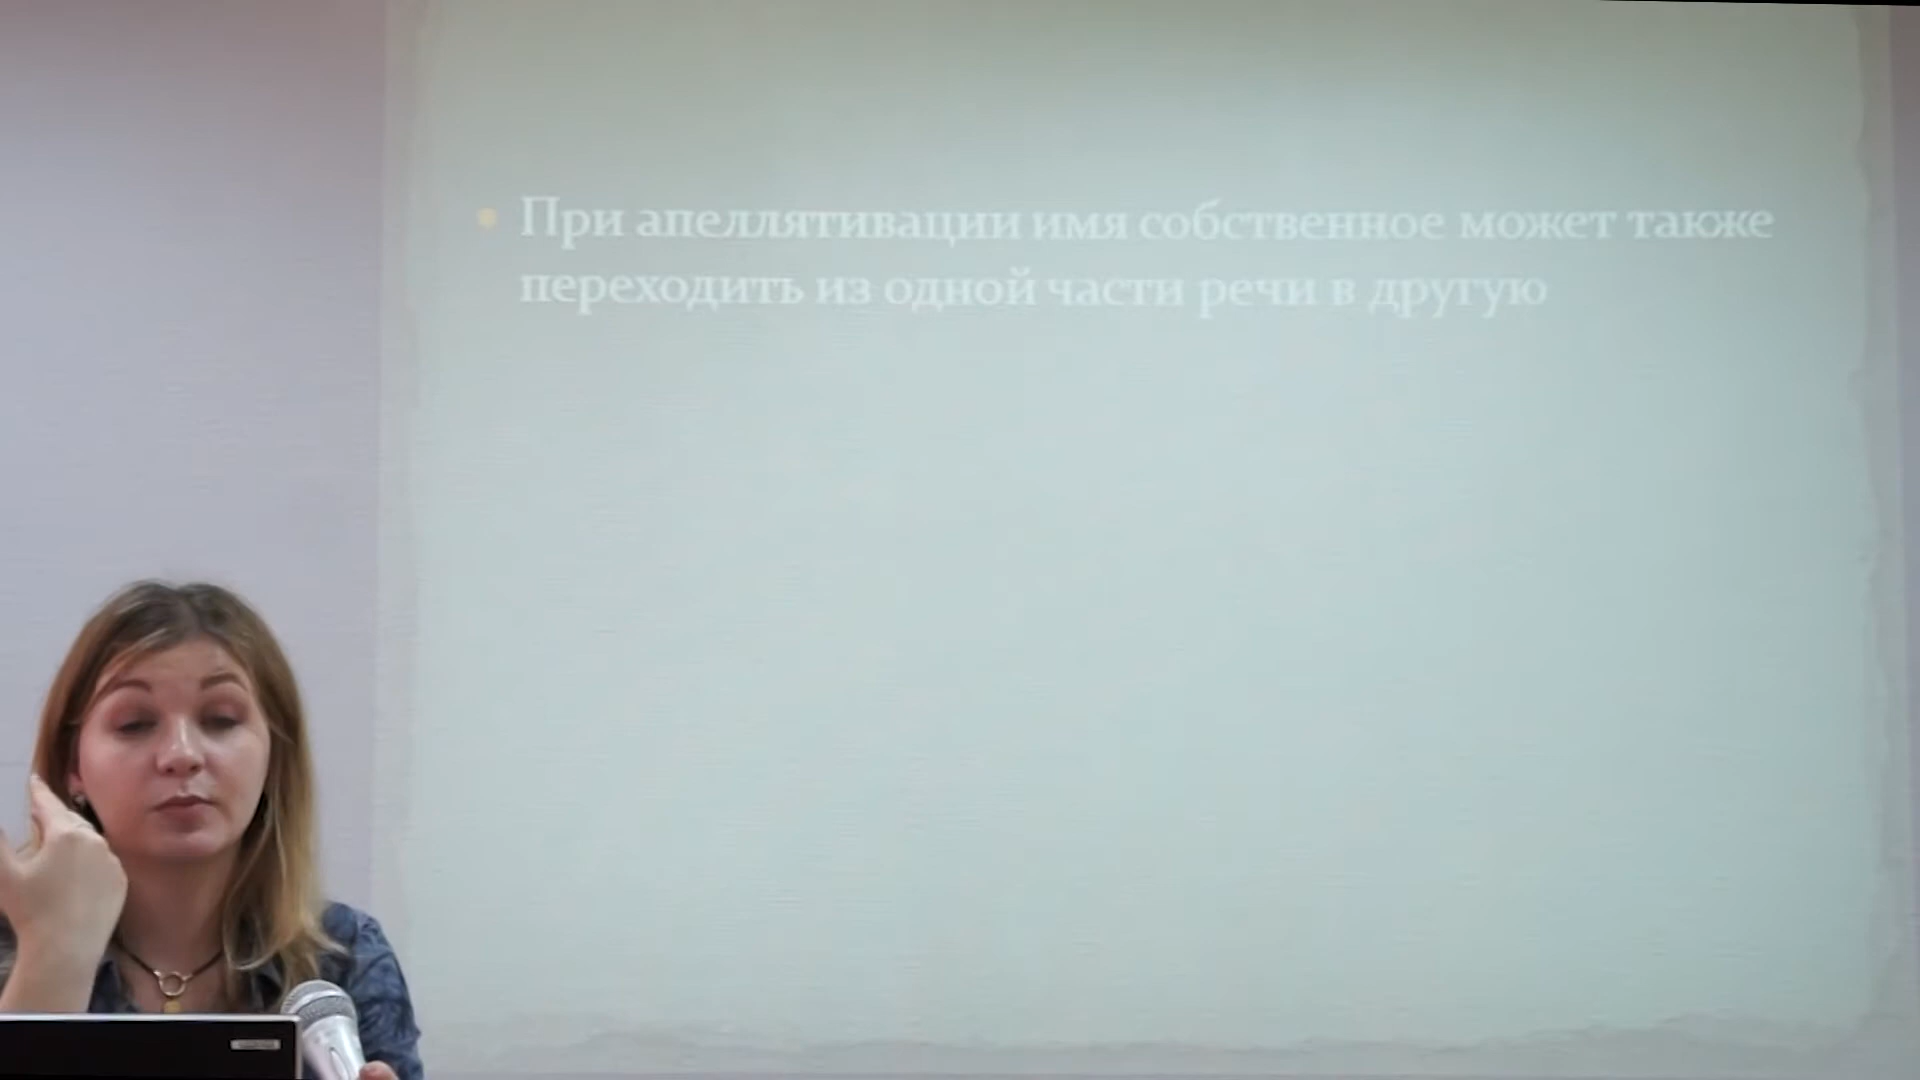 При апеллятивации имя собственное может также
переходить из одной части речи в другую